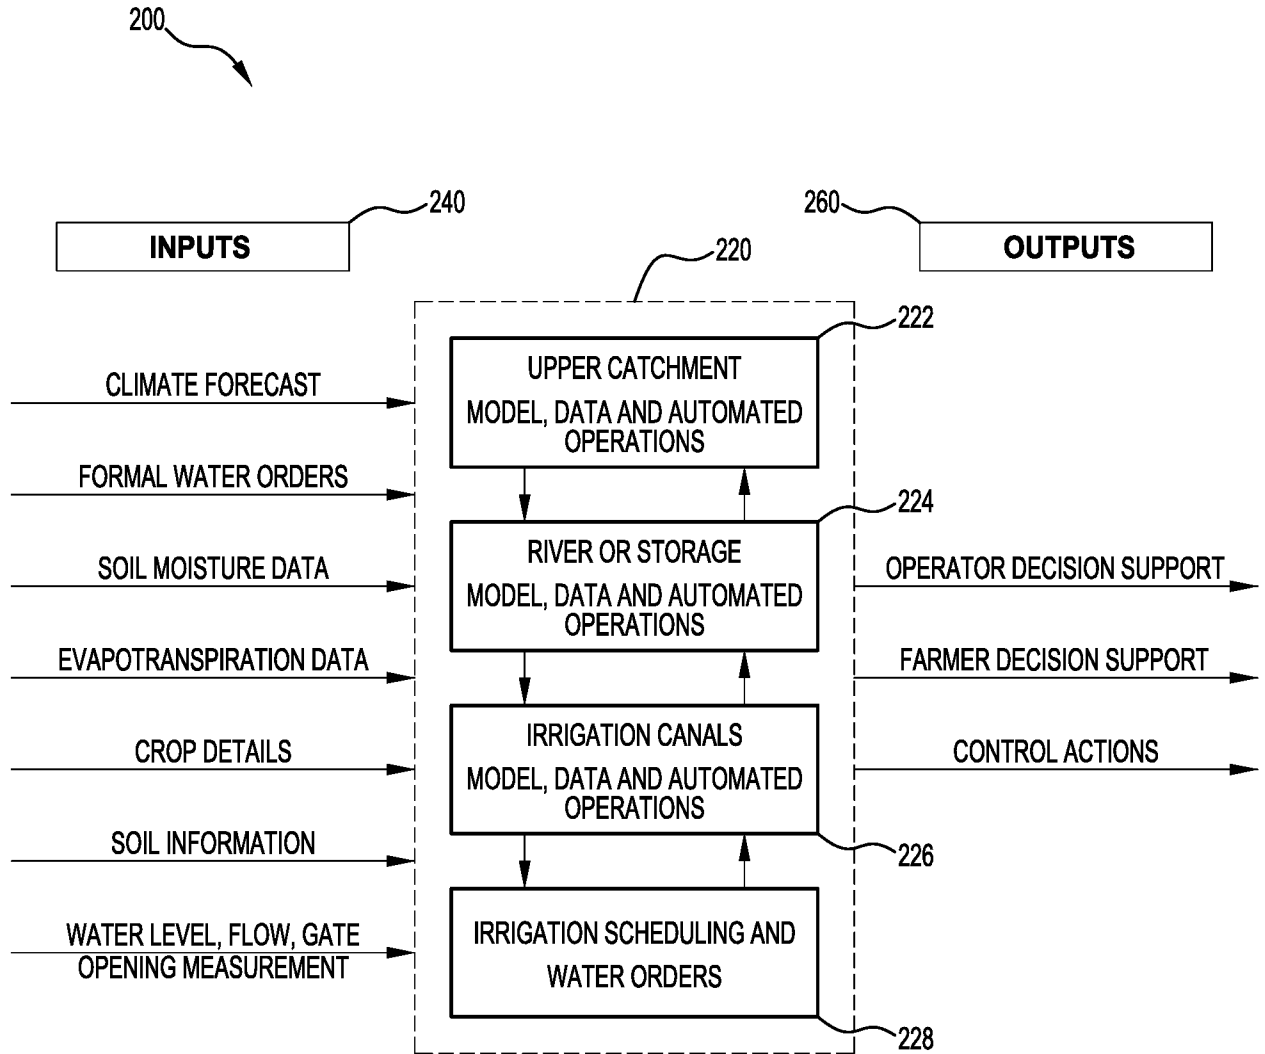 200
240
260
INPUTS
OUTPUTS
220
222
UPPER CATCHMENT
MODEL, DATA AND AUTOMATED
OPERATIONS
CLIMATE FORECAST
FORMAL WATER ORDERS
224
RIVER OR STORAGE
MODEL, DATA AND AUTOMATED
OPERATIONS
SOIL MOISTURE DATA
OPERATOR DECISION SUPPORT
EVAPOTRANSPIRATION DATA
FARMER DECISION SUPPORT
IRRIGATION CANALS
MODEL, DATA AND AUTOMATED
OPERATIONS
CROP DETAILS
CONTROL ACTIONS
SOIL INFORMATION
226
WATER LEVEL, FLOW, GATE
OPENING MEASUREMENT
IRRIGATION SCHEDULING AND
WATER ORDERS
228